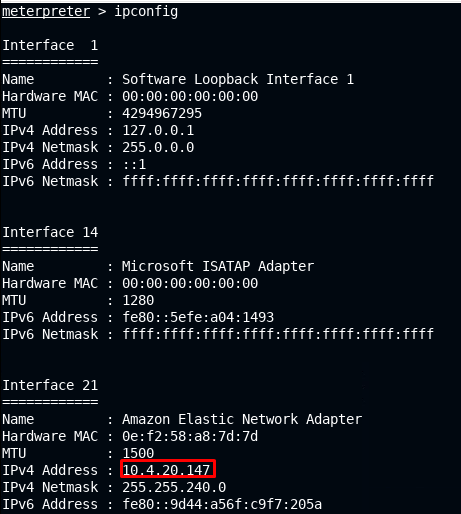 meterpreter > ipconfig
Interface  1
============
Name         : Software Loopback Interface 1
Hardware MAC : 00:00:00:00:00:00
MTU          : 4294967295
IPv4 Address : 127.0.0.1
IPv4 Netmask : 255.0.0.0
IPv6 Address : ::1
IPv6 Netmask : ffff:ffff:ffff:ffff:ffff:ffff:ffff:ffff
Interface 14
============
Name         : Microsoft ISATAP Adapter
Hardware MAC : 00:00:00:00:00:00
MTU          : 1280
IPv6 Address : fe80::5efe:a04:1493
IPv6 Netmask : ffff:ffff:ffff:ffff:ffff:ffff:ffff:ffff
Interface 21
============
Name         : Amazon Elastic Network Adapter
Hardware MAC : 0e:f2:58:a8:7d:7d
MTU          : 1500
IPv4 Address : 10.4.20.147
IPv4 Netmask : 255.255.240.0
IPv6 Address : fe80::9d44:a56f:c9f7:205a